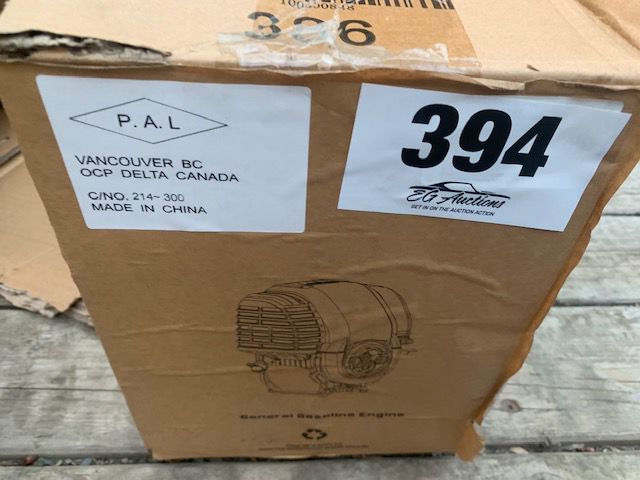 396
P.A.L
VANCOUVER BC
OCP DELTA CANADA
C/NO. 214~300
MADE IN CHINA
394
EG Auctions
GET IN ON THE AUCTION ACTION
General Gasoline Engine